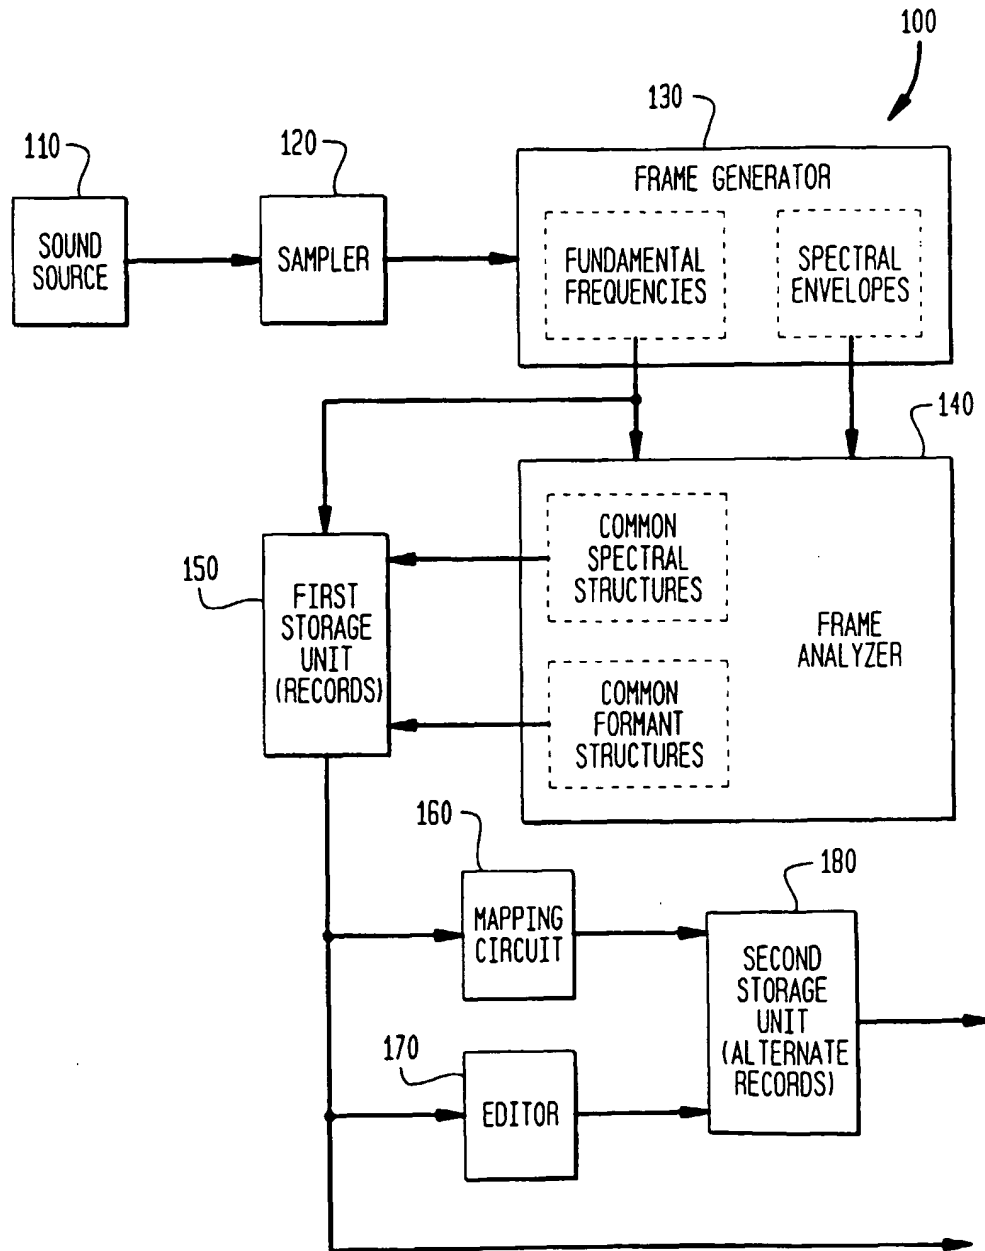 100
130
110
120
FRAME GENERATOR
SOUND
SOURCE
SAMPLER
FUNDAMENTAL
FREQUENCIES
SPECTRAL
ENVELOPES
140
150
FIRST
STORAGE
UNIT
(RECORDS)
COMMON
SPECTRAL
STRUCTURES
FRAME
ANALYZER
COMMON
FORMANT
STRUCTURES
160
MAPPING
CIRCUIT
180
SECOND
STORAGE
UNIT
(ALTERNATE
RECORDS)
170
EDITOR